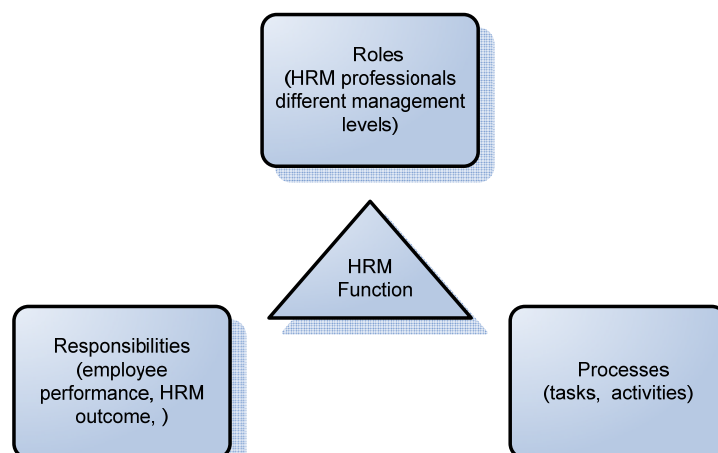 Roles
(HRM professionals
different management
levels)
HRM
Function
Responsibilities
(employee
performance, HRM
outcome, )
Processes
(tasks, activities)